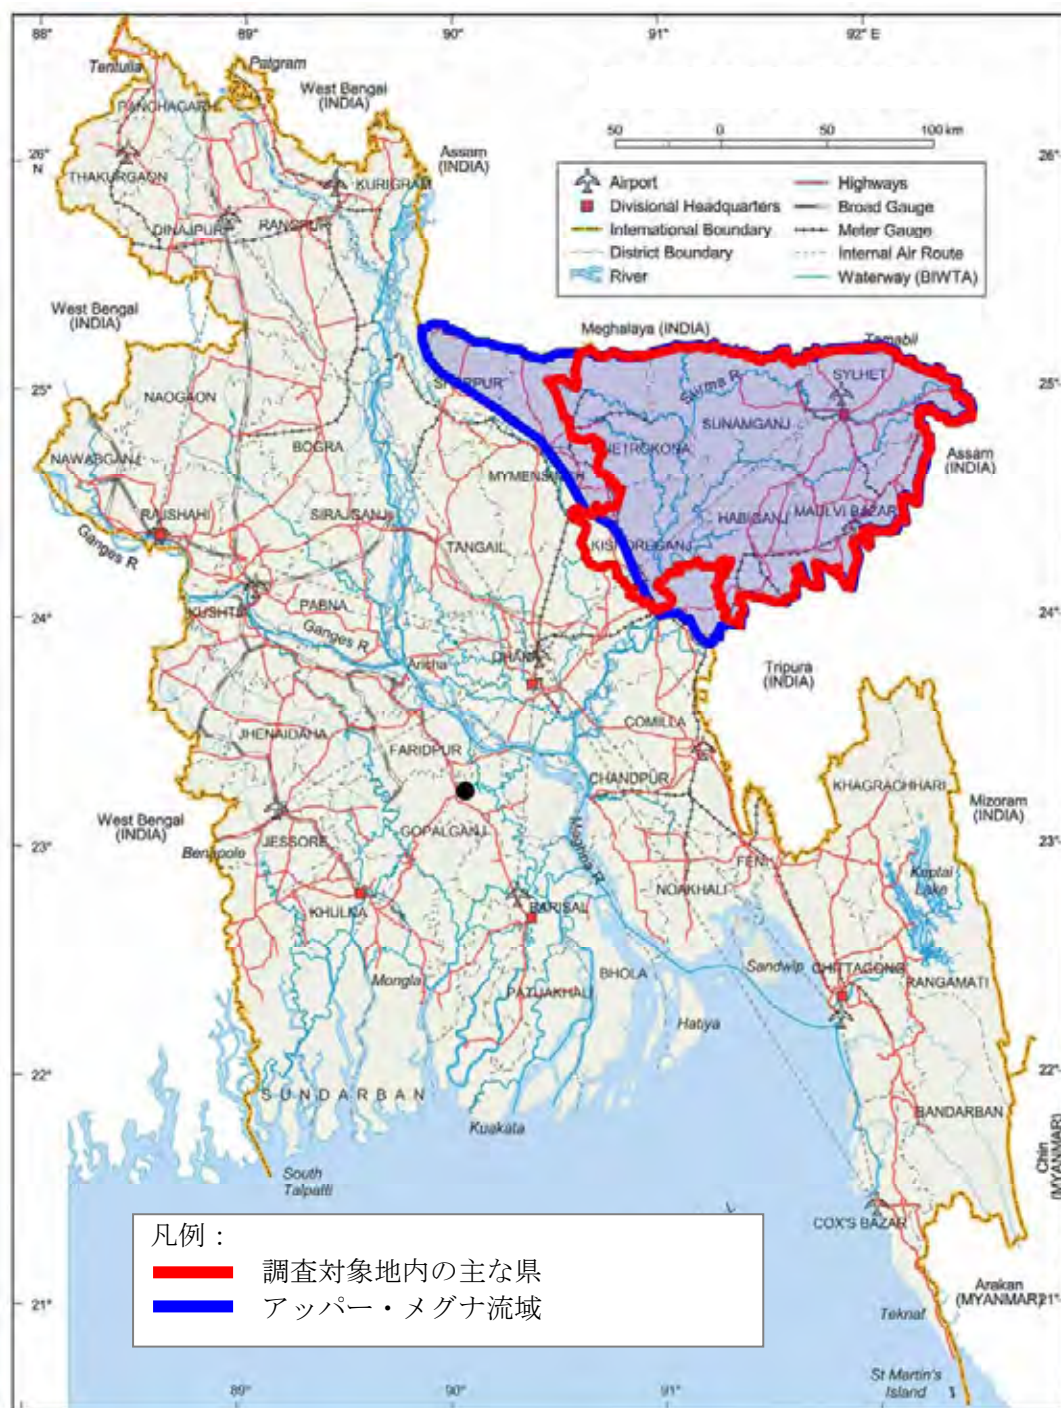 88°
89°
90°
91°
92° E
Tentulia
Patgram
West Bengal
(INDIA)
PANCHAGARH
50
0
50
100 km
Assam
(INDIA)
26°
N
26°
THAKURGAON
KURIGRAM
Airport
Highways
Divisional Headquarters
Broad Gauge
DINAJPUR
RANGPUR
International Boundary
Meter Gauge
District Boundary
Internal Air Route
River
Waterway (BIWTA)
West Bengal
(INDIA)
Meghalaya (INDIA)
Tamabil
SYLHET
25°
SHERPUR
Surma R
25°
NAOGAON
SUNAMGANJ
BOGRA
NETROKONA
NAWABGANJ
MYMENSINGH
Assam
(INDIA)
RAJSHAHI
SIRAJGANJ
HABIGANJ
MAULVI BAZAR
Ganges R
TANGAIL
KISHOREGANJ
24°
KUSHTIA
PABNA
24°
Ganges R
Aricha
DHAKA
Tripura
(INDIA)
JHENAIDAHA
FARIDPUR
COMILLA
CHANDPUR
KHAGRACHHARI
West Bengal
(INDIA)
Mizoram
(INDIA)
GOPALGANJ
Meghna R
JESSORE
23°
Benapole
FENI
23°
NOAKHALI
Kaptai
Lake
KHULNA
BARISAL
Mongla
BHOLA
Sandwip
CHITTAGONG
RANGAMATI
PATUAKHALI
Hatiya
22°
22°
SUNDARBAN
BANDARBAN
Kuakata
Chin
(MYANMAR)
South
Talpatti
COX'S BAZAR
凡例：
調査対象地内の主な県
アッパー・メグナ流域
Arakan
(MYANMAR)
21°
21°
Teknaf
St Martin's
Island
89°
90°
91°